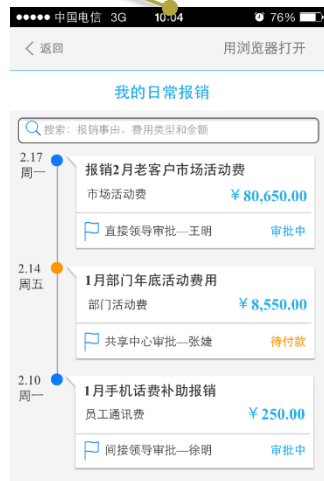 中国电信 3G 10:04 76%
返回 用浏览器打开
我的日常报销
搜索: 报销事由、费用类型和金额
2.17
周一
报销2月老客户市场活动费
市场活动费 ¥80,650.00
直接领导审批—王明 审批中
2.14
周五
1月部门年底活动费用
部门活动费 ¥8,550.00
共享中心审批—张婕 待付款
2.10
周一
1月手机话费补助报销
员工通讯费 ¥250.00
间接领导审批—徐明 审批中